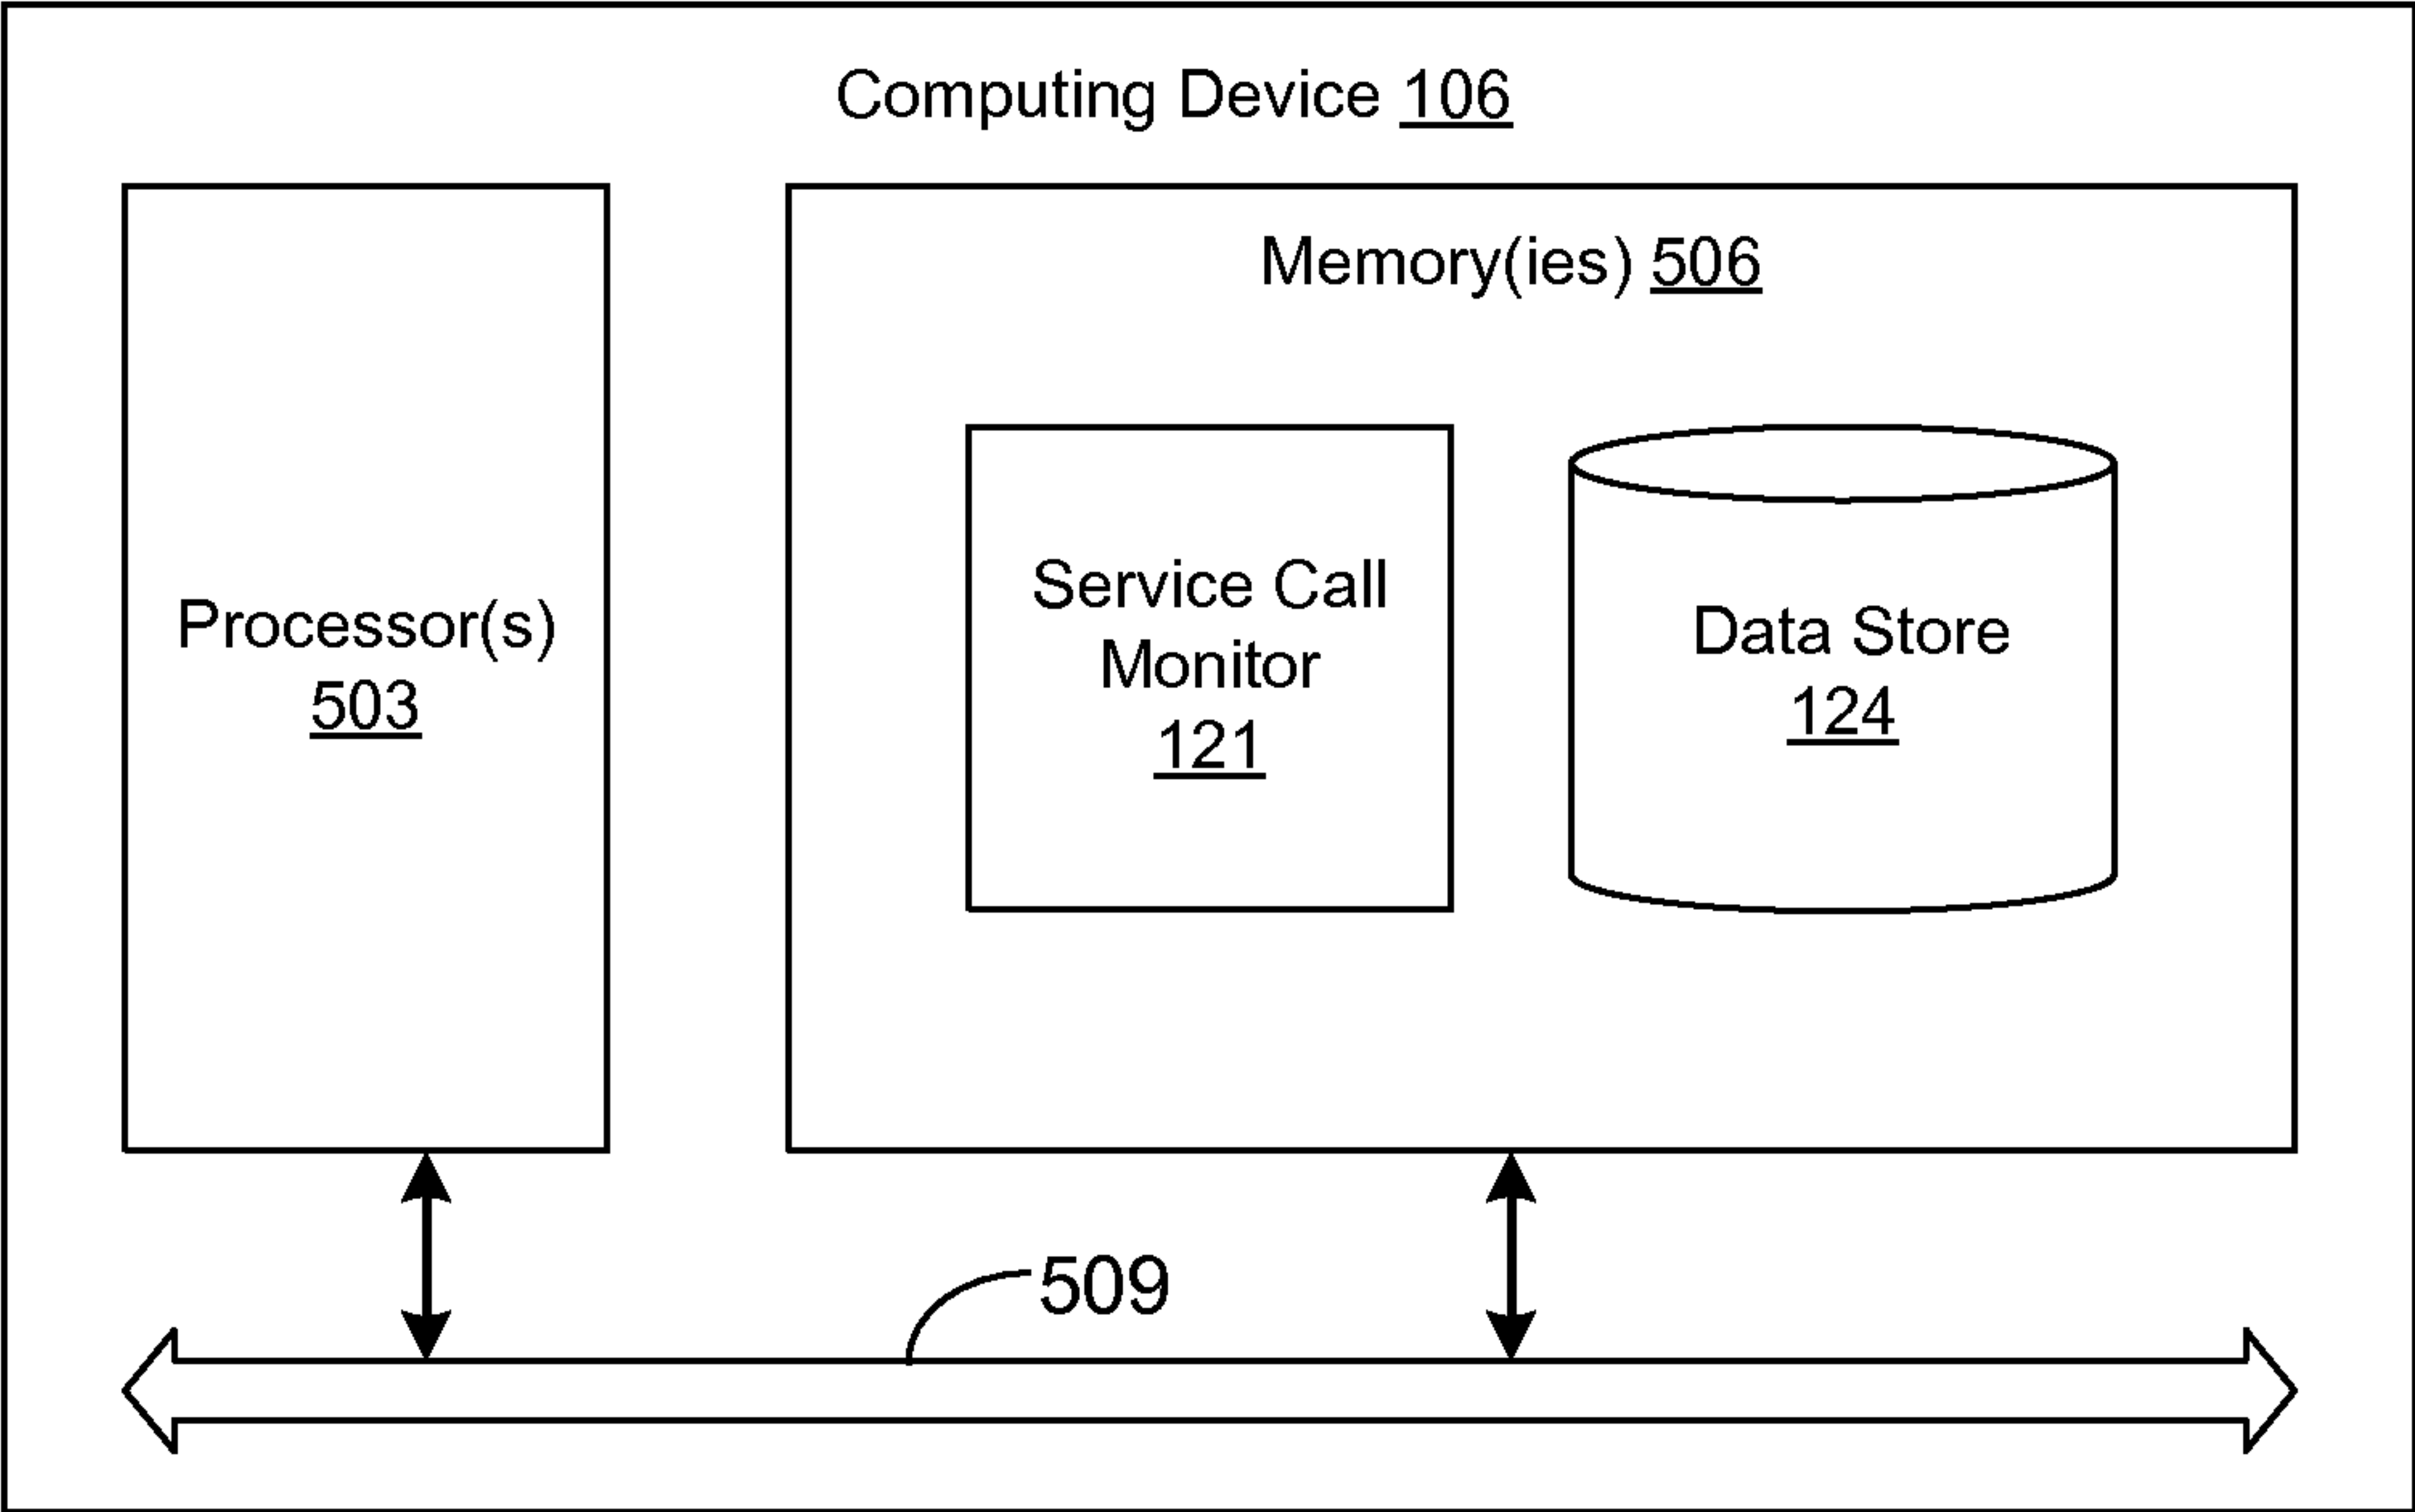 Computing Device 106
Memory(ies) 506
Processor(s)
503
Service Call
Monitor
121
Data Store
124
509